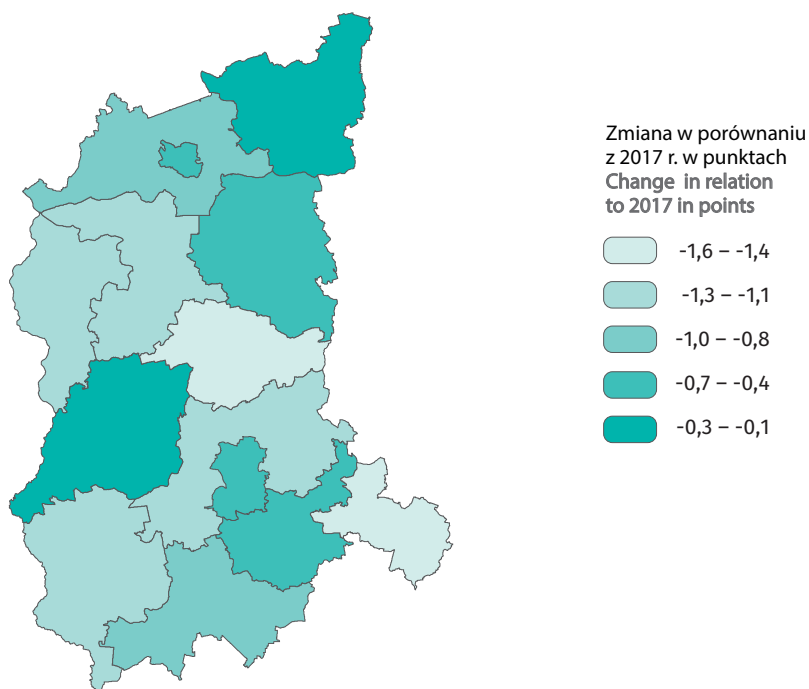 Zmiana w porównaniu
z 2017 r. w punktach
Change in relation
to 2017 in points
-1,6 – -1,4
-1,3 – -1,1
-1,0 – -0,8
-0,7 – -0,4
-0,3 – -0,1